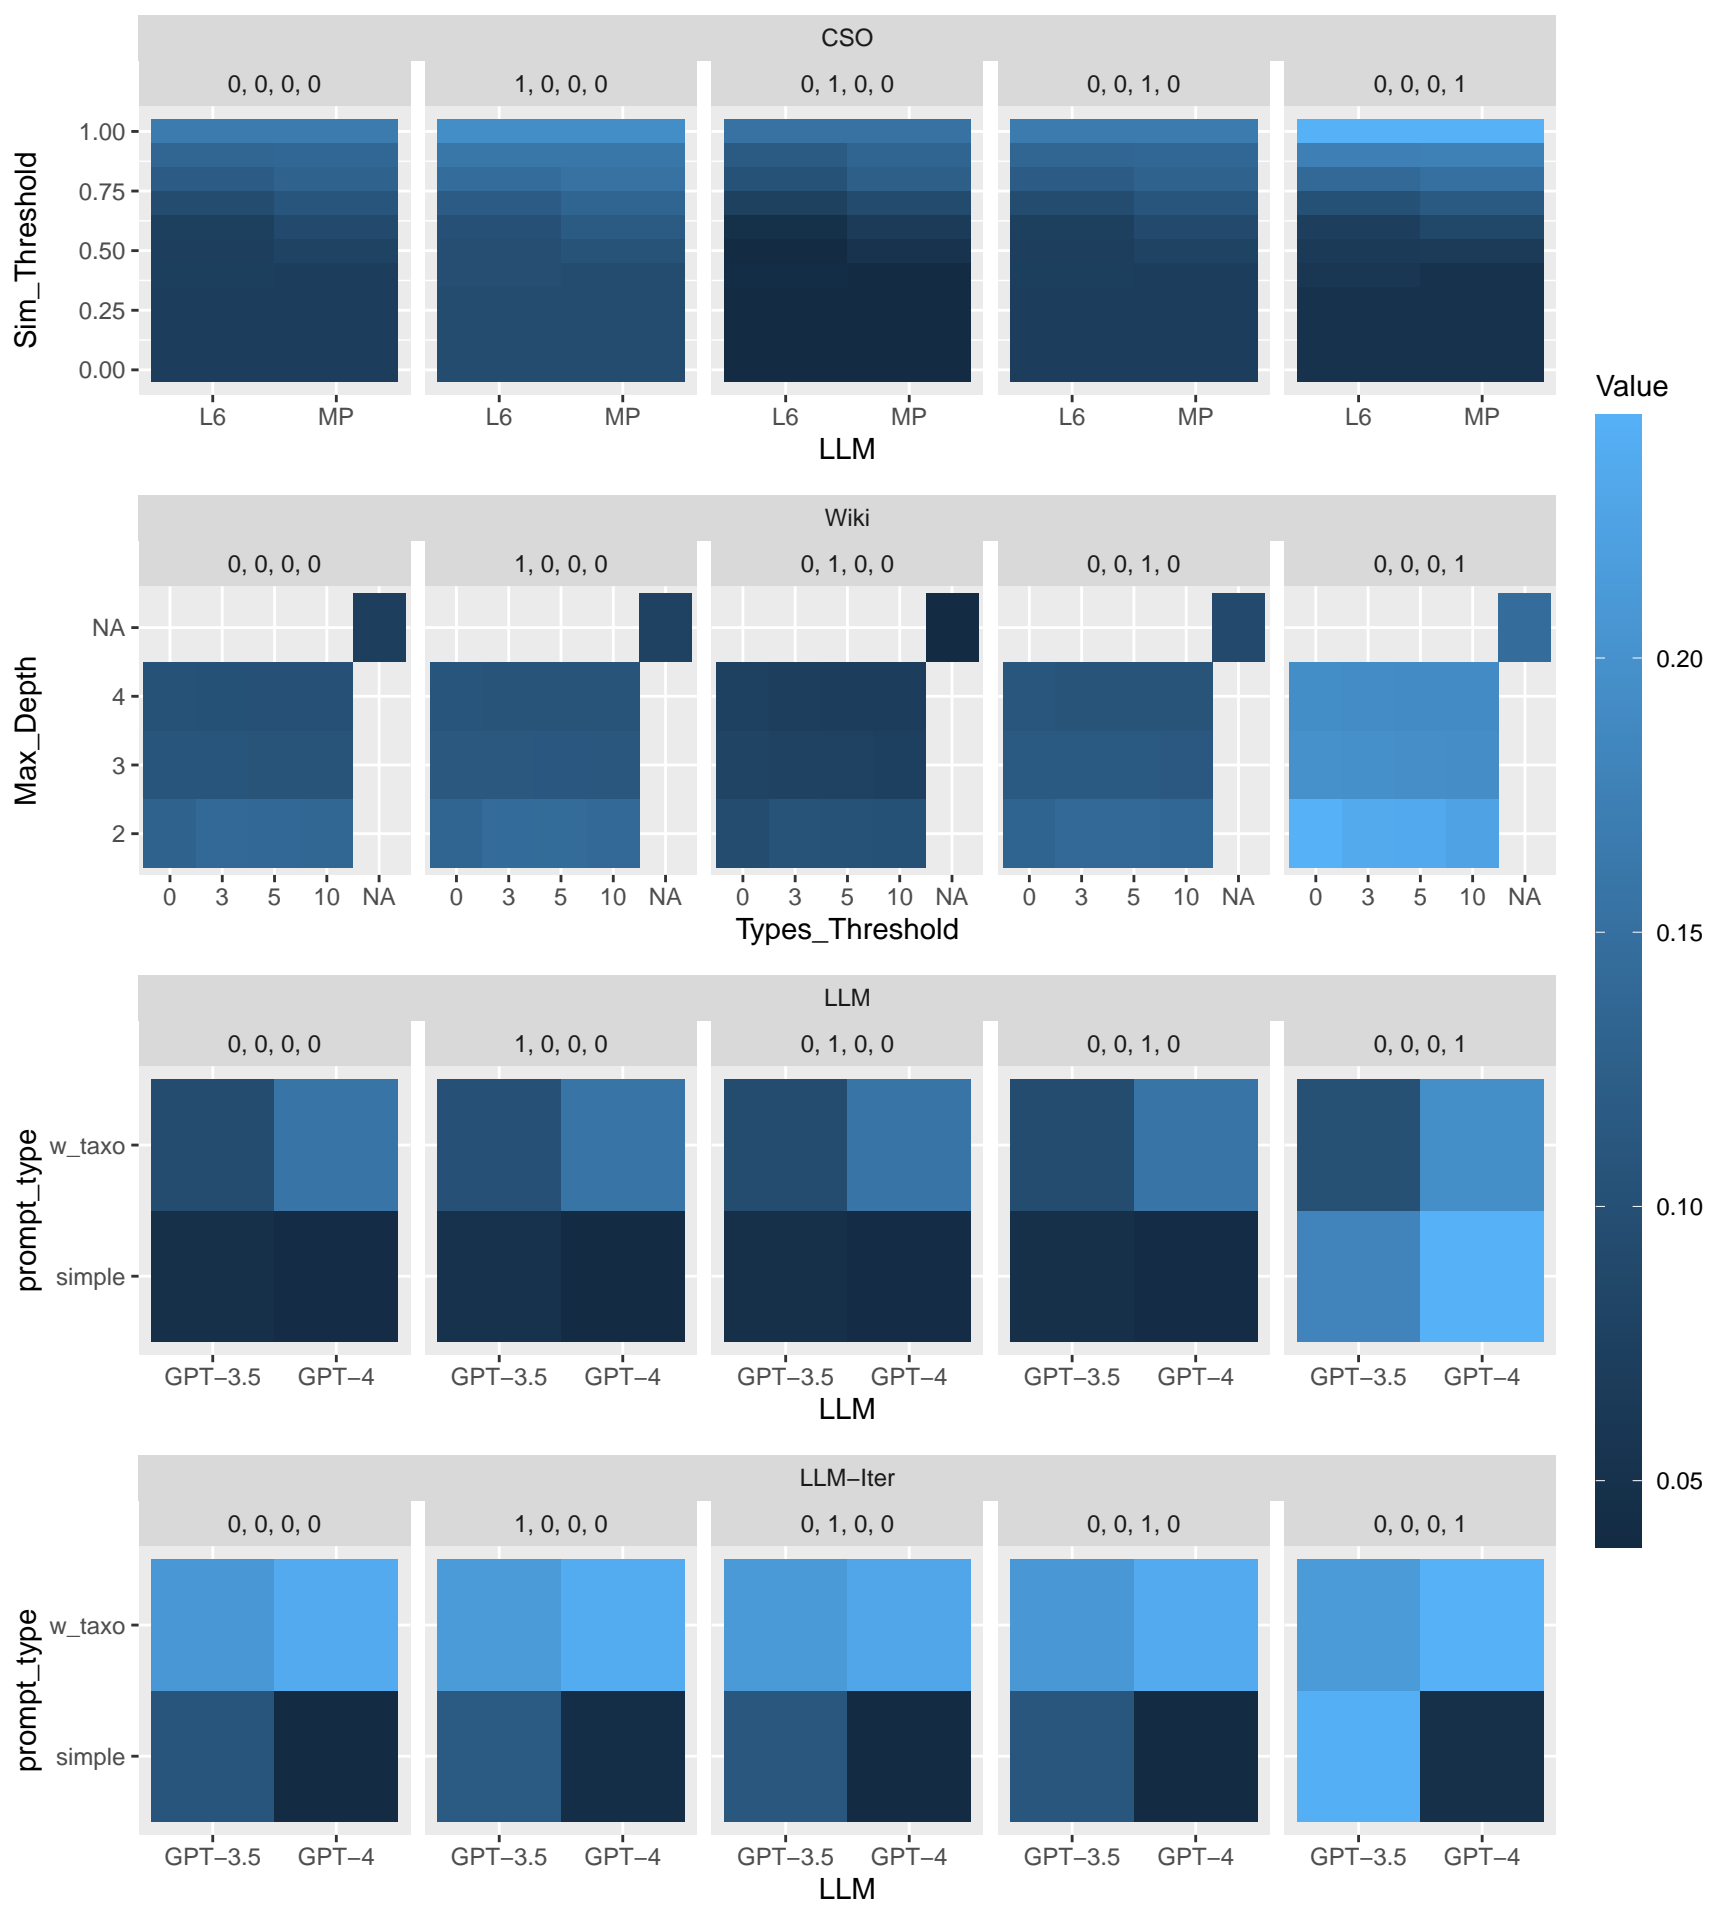 CSO
0, 0, 0, 0
1, 0, 0, 0
0, 1, 0, 0
0, 0, 1, 0
0, 0, 0, 1
Sim_Threshold
1.00
0.75
0.50
0.25
0.00
L6 MP
L6 MP
L6 MP
L6 MP
L6 MP
LLM
Wiki
0, 0, 0, 0
1, 0, 0, 0
0, 1, 0, 0
0, 0, 1, 0
0, 0, 0, 1
Max_Depth
NA
4
3
2
0 3 5 10 NA
0 3 5 10 NA
0 3 5 10 NA
0 3 5 10 NA
0 3 5 10 NA
Types_Threshold
LLM
0, 0, 0, 0
1, 0, 0, 0
0, 1, 0, 0
0, 0, 1, 0
0, 0, 0, 1
prompt_type
w_taxo
simple
GPT−3.5 GPT−4
GPT−3.5 GPT−4
GPT−3.5 GPT−4
GPT−3.5 GPT−4
GPT−3.5 GPT−4
LLM
LLM−Iter
0, 0, 0, 0
1, 0, 0, 0
0, 1, 0, 0
0, 0, 1, 0
0, 0, 0, 1
prompt_type
w_taxo
simple
GPT−3.5 GPT−4
GPT−3.5 GPT−4
GPT−3.5 GPT−4
GPT−3.5 GPT−4
GPT−3.5 GPT−4
LLM
Value
0.20
0.15
0.10
0.05